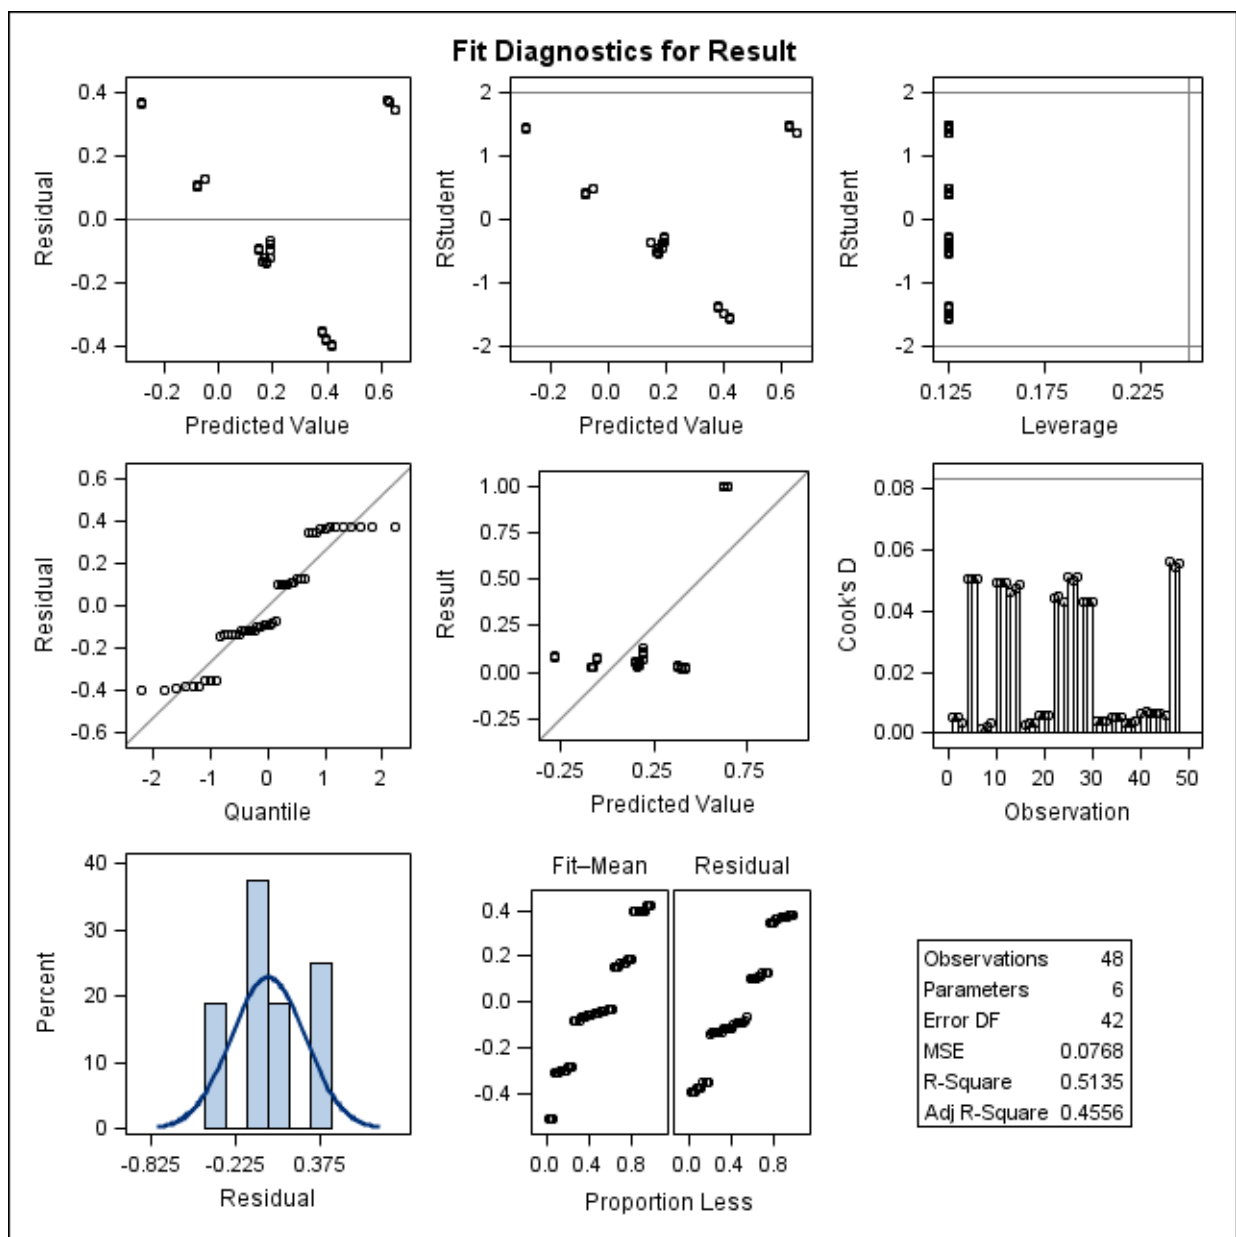 Fit Diagnostics for Result
0.4
0.2
0.0
-0.2
-0.4
Residual
-0.2 0.0 0.2 0.4 0.6
Predicted Value
2
1
0
-1
-2
RStudent
-0.2 0.0 0.2 0.4 0.6
Predicted Value
2
1
0
-1
-2
RStudent
0.125 0.175 0.225
Leverage
0.6
0.4
0.2
0.0
-0.2
-0.4
-0.6
Residual
-2 -1 0 1 2
Quantile
1.00
0.75
0.50
0.25
0.00
-0.25
Result
-0.25 0.25 0.75
Predicted Value
0.08
0.06
0.04
0.02
0.00
Cook's D
0 10 20 30 40 50
Observation
40
30
20
10
0
Percent
-0.825 -0.225 0.375
Residual
Fit–Mean Residual
0.4
0.2
0.0
-0.2
-0.4
0.0 0.4 0.8 0.0 0.4 0.8
Proportion Less
Observations 48
Parameters 6
Error DF 42
MSE 0.0768
R-Square 0.5135
Adj R-Square 0.4556